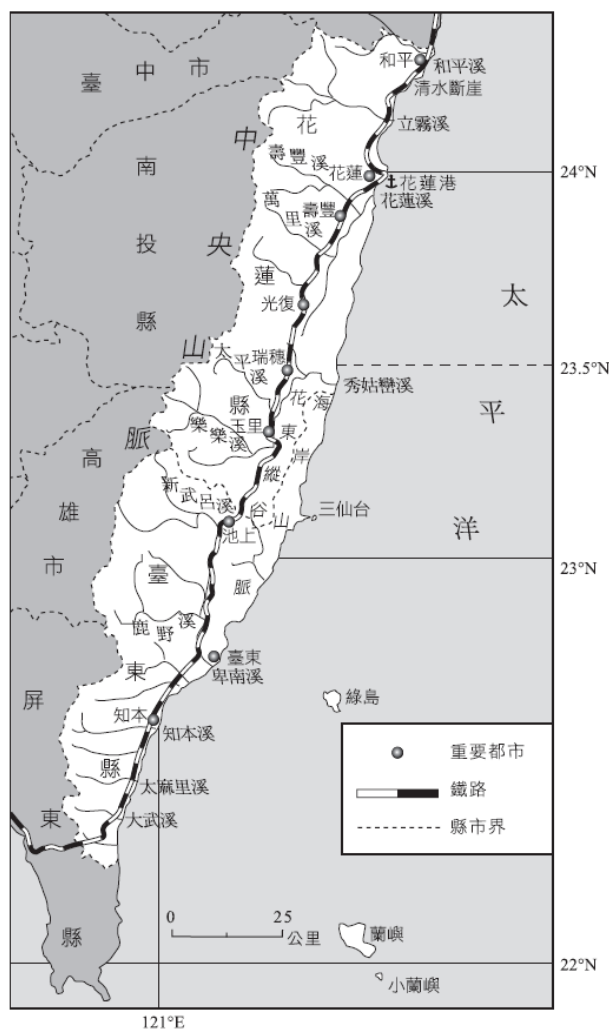 和平
和平溪
臺中市
清水斷崖
中央山脈
花蓮縣
立霧溪
壽豐溪
南投縣
花蓮
花蓮港
24°N
花蓮溪
萬里溪
壽豐
太平洋
光復
太平溪
瑞穗
23.5°N
秀姑巒溪
花東縱谷
海岸山脈
玉里
樂樂溪
高雄市
新武呂溪
三仙台
池上
23°N
臺東縣
鹿野溪
臺東
卑南溪
屏東縣
綠島
知本
知本溪
重要都市
鐵路
縣市界
太麻里溪
大武溪
0
25
公里
蘭嶼
22°N
小蘭嶼
121°E